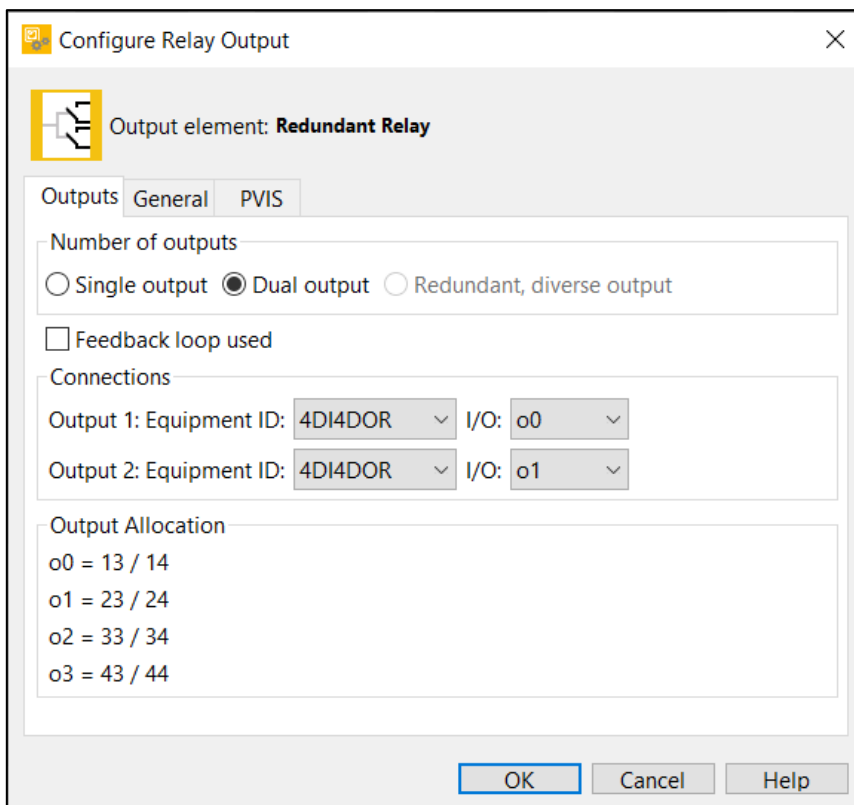 Configure Relay Output
Output element: Redundant Relay
Outputs General PVIS
Number of outputs
Single output Dual output Redundant, diverse output
Feedback loop used
Connections
Output 1: Equipment ID: 4DI4DOR I/O: o0
Output 2: Equipment ID: 4DI4DOR I/O: o1
Output Allocation
o0 = 13 / 14
o1 = 23 / 24
o2 = 33 / 34
o3 = 43 / 44
OK Cancel Help